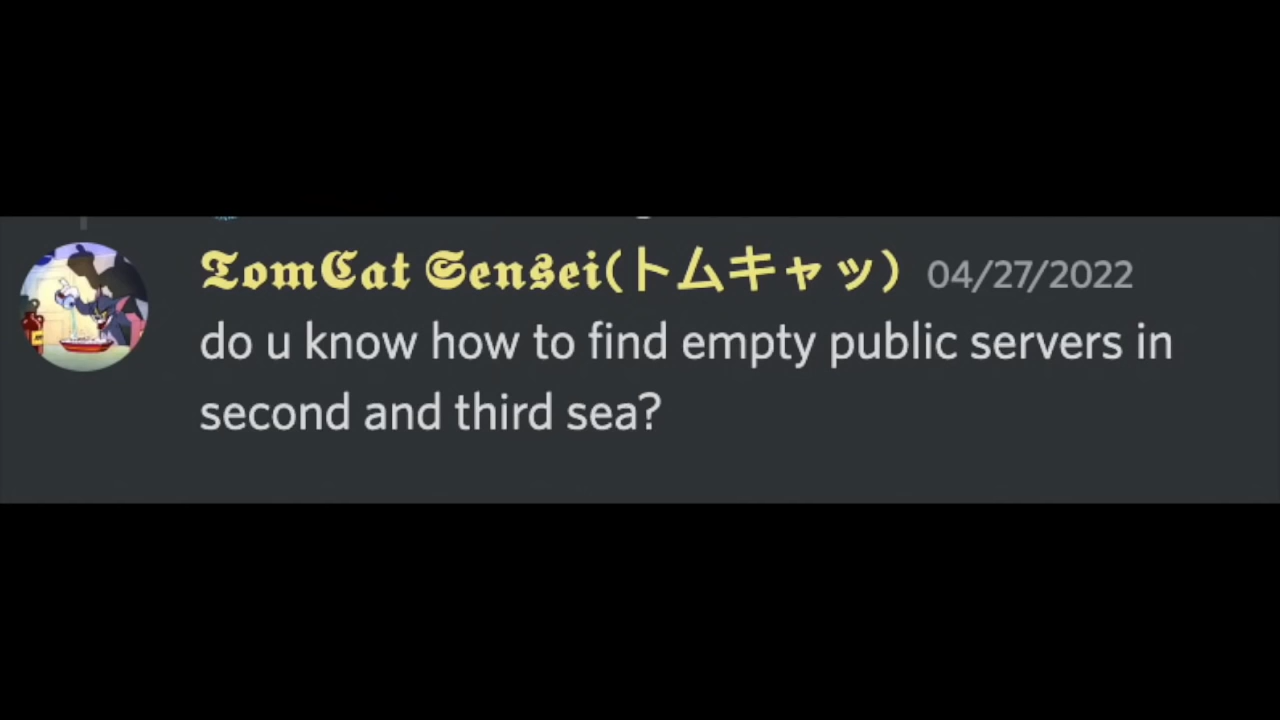 𝕿𝖔𝖒𝕮𝖆𝖙 𝕾𝖊𝖓𝖘𝖊𝖎(トムキャッ) 04/27/2022
do u know how to find empty public servers in
second and third sea?